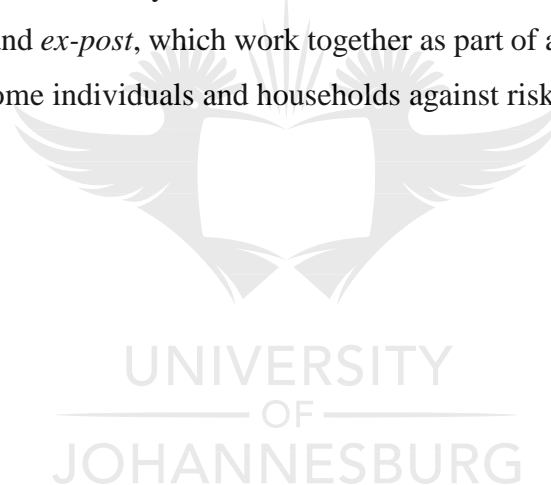 and ex-post, which work together as part of a
ome individuals and households against risk
UNIVERSITY
OF
JOHANNESBURG